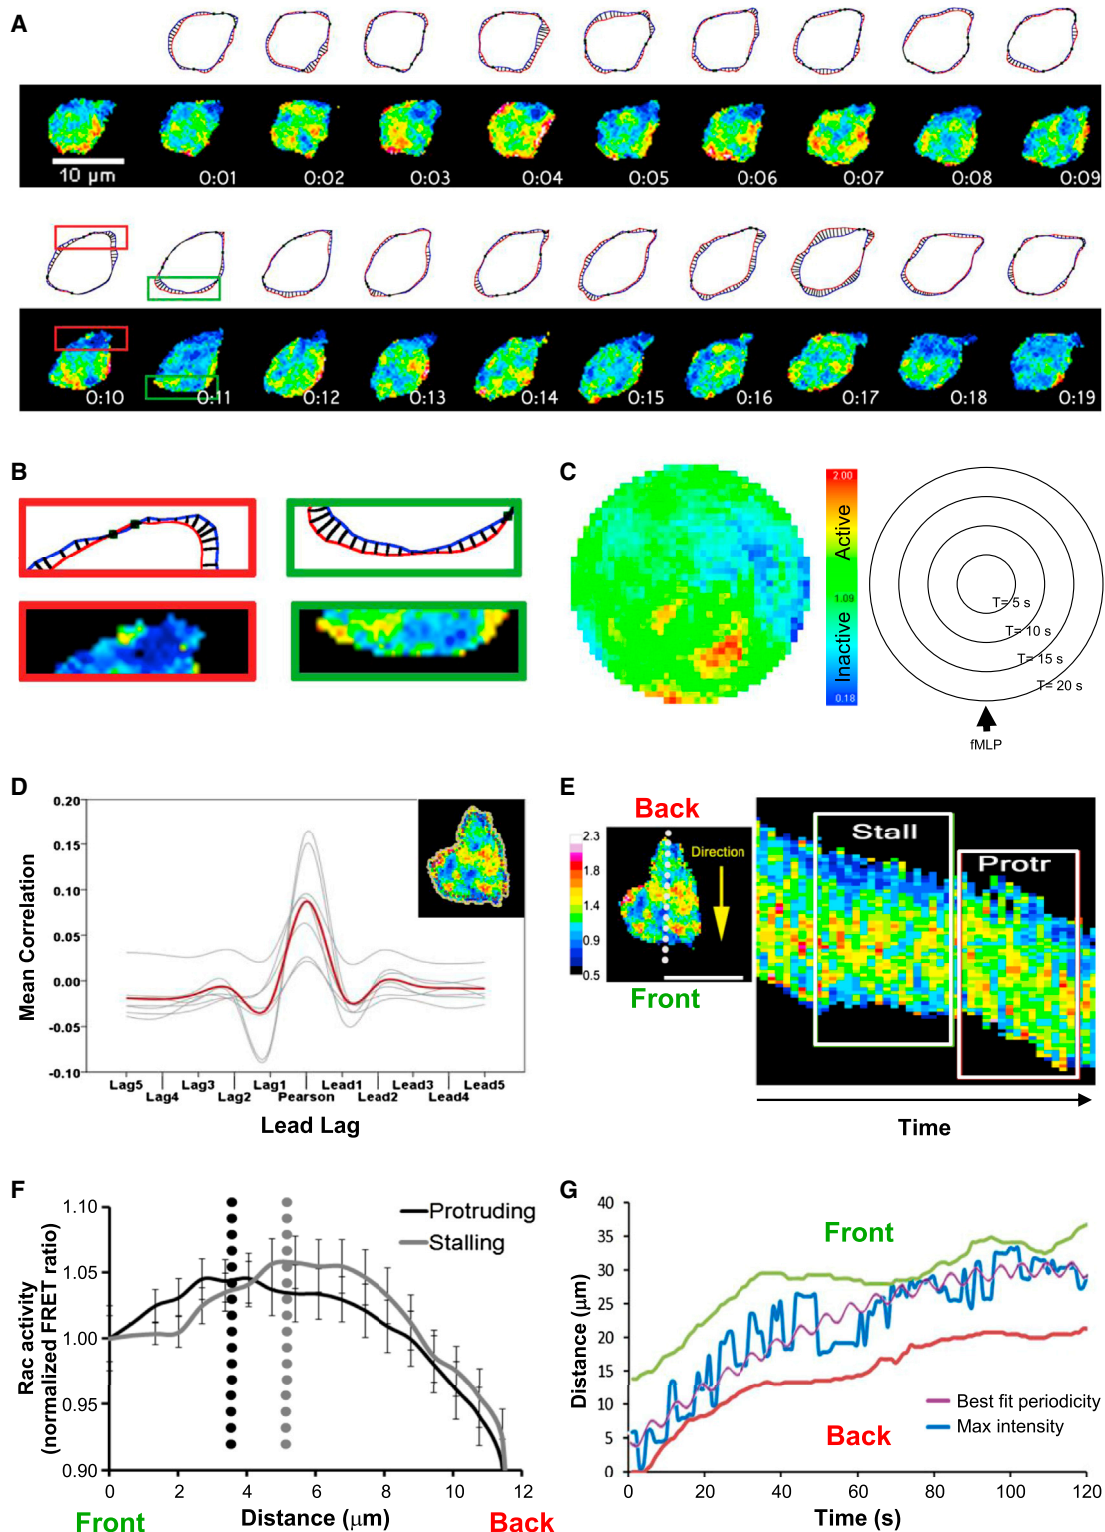 A
10 μm
0:01
0:02
0:03
0:04
0:05
0:06
0:07
0:08
0:09
0:10
0:11
0:12
0:13
0:14
0:15
0:16
0:17
0:18
0:19
B
C
2.00
1.09
0.18
Active
Inactive
T= 5 s
T= 10 s
T= 15 s
T= 20 s
fMLP
D
0.20
0.15
0.10
0.05
0.00
-0.05
-0.10
Mean Correlation
Lag5
Lag4
Lag3
Lag2
Lag1
Pearson
Lead1
Lead2
Lead3
Lead4
Lead5
Lead Lag
E
Back
2.3
1.8
1.4
0.9
0.5
Direction
Front
Stall
Protr
Time
F
Rac activity
(normalized FRET ratio)
1.10
1.05
1.00
0.95
0.90
Protruding
Stalling
0
2
4
6
8
10
12
Front
Distance (μm)
Back
G
Distance (μm)
40
35
30
25
20
15
10
5
0
Front
Back
Best fit periodicity
Max intensity
0
20
40
60
80
100
120
Time (s)